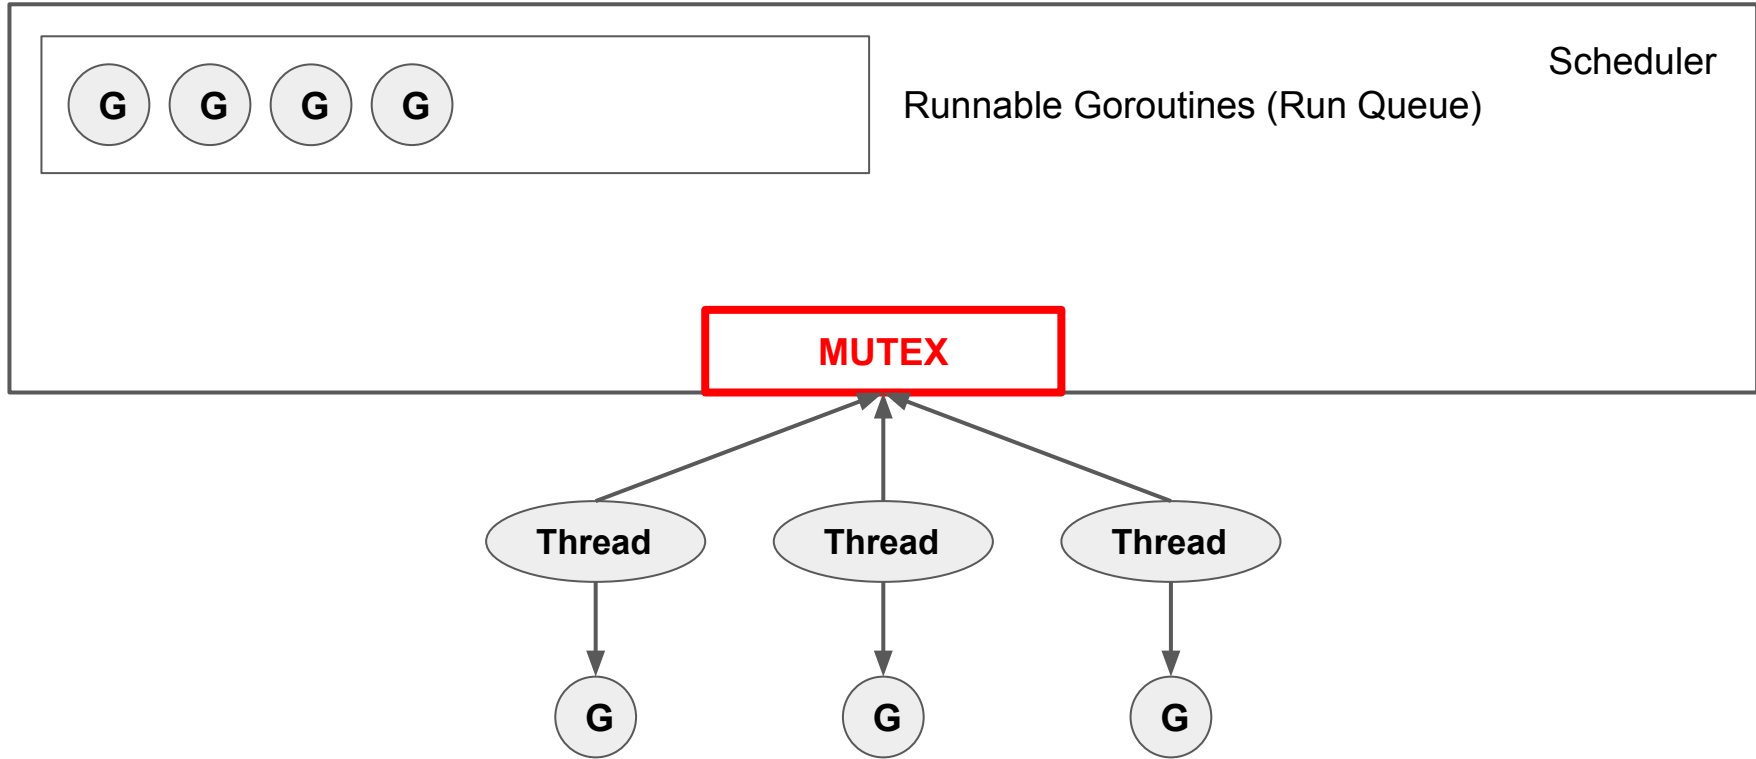 Scheduler
G G G G
Runnable Goroutines (Run Queue)
MUTEX
Thread Thread Thread
G G G